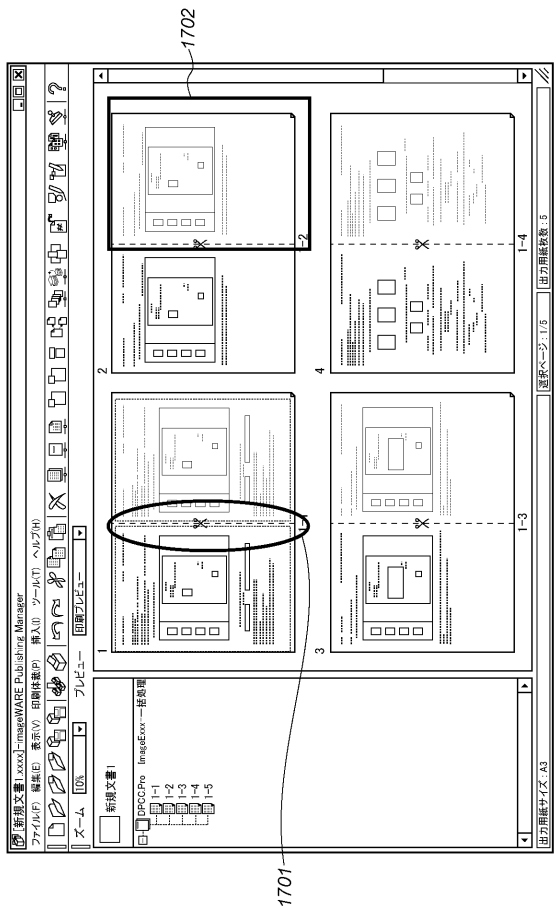 [新規文書1.xxxx]-imageWARE Publishing Manager
ファイル(F) 編集(E) 表示(V) 印刷体裁(P) 挿入(I) ツール(T) ヘルプ(H)
ズーム 10% プレビュー 印刷プレビュー
新規文書1
DPCC.Pro ImageExxx-一括処理
1-1
1-2
1-3
1-4
1-5
1
1-1
2
1-2
3
1-3
4
1-4
出力用紙サイズ:A3
選択ページ:1/5
出力用紙枚数:5
1701
1702